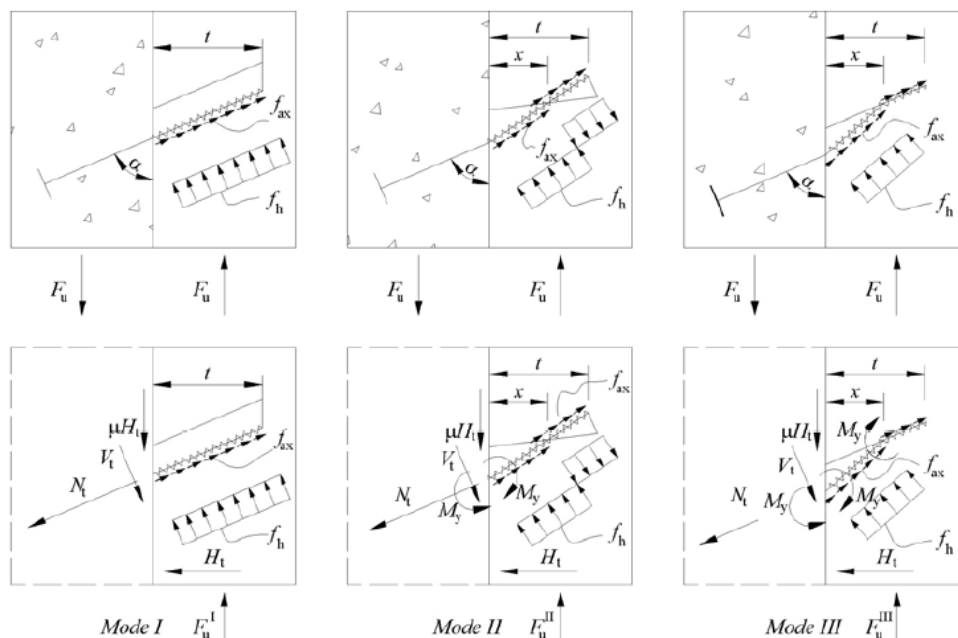 t
f_ax
α
f_h
F_u
F_u
t
x
f_ax
α
f_h
F_u
F_u
t
x
f_ax
α
f_h
F_u
F_u
t
μH_t
V_t
N_t
f_ax
f_h
H_t
Mode I
F_u^I
t
x
f_ax
μH_t
V_t
N_t
M_y
M_y
f_h
H_t
Mode II
F_u^II
t
x
μH_t
M_y
V_t
f_ax
N_t
M_y
M_y
f_h
H_t
Mode III
F_u^III